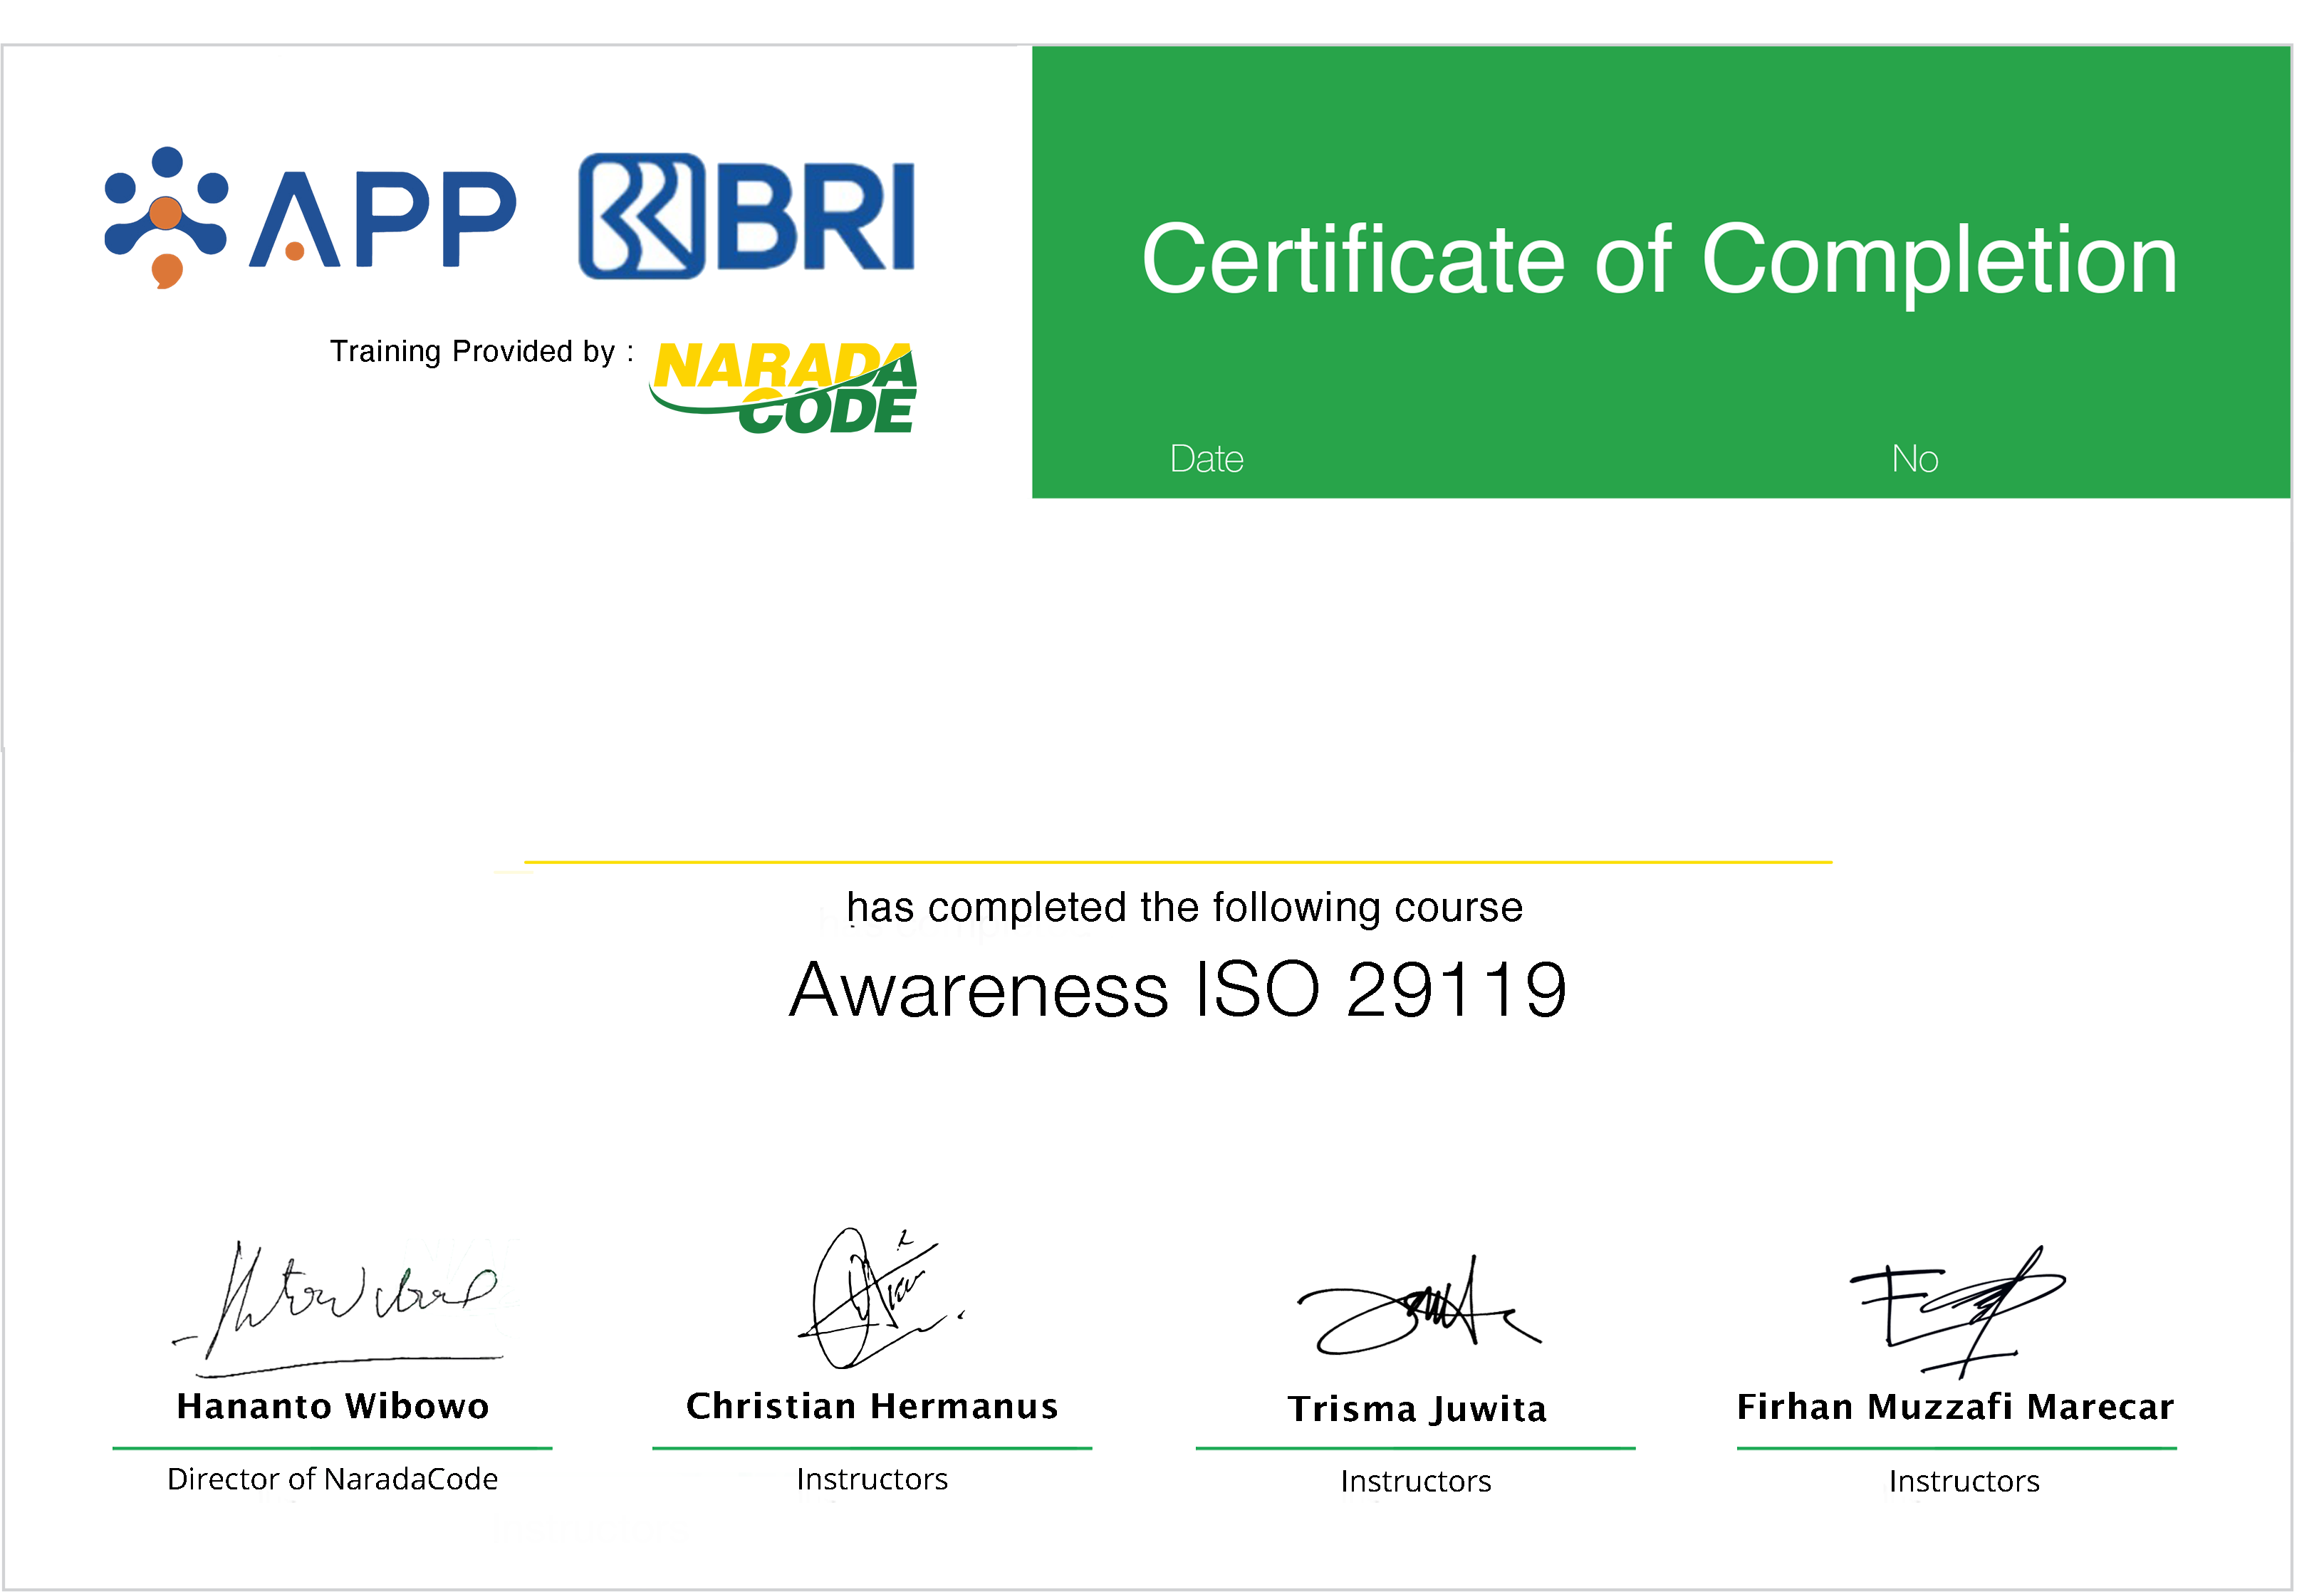 APP
BRI
Certificate of Completion
Training Provided by :
NARADA
CODE
Date
No
has completed the following course
Awareness ISO 29119
Hananto Wibowo
Christian Hermanus
Trisma Juwita
Firhan Muzzafi Marecar
Director of NaradaCode
Instructors
Instructors
Instructors